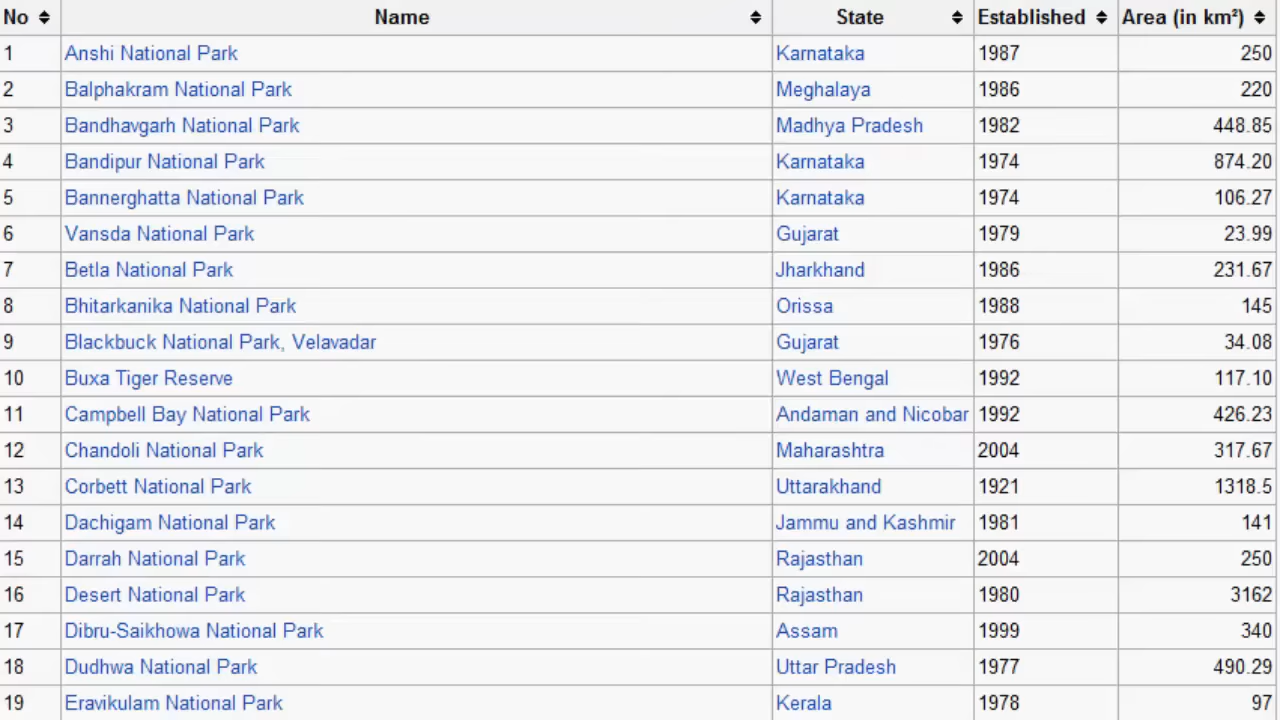 No Name State Established Area (in km²)
1 Anshi National Park Karnataka 1987 250
2 Balphakram National Park Meghalaya 1986 220
3 Bandhavgarh National Park Madhya Pradesh 1982 448.85
4 Bandipur National Park Karnataka 1974 874.20
5 Bannerghatta National Park Karnataka 1974 106.27
6 Vansda National Park Gujarat 1979 23.99
7 Betla National Park Jharkhand 1986 231.67
8 Bhitarkanika National Park Orissa 1988 145
9 Blackbuck National Park, Velavadar Gujarat 1976 34.08
10 Buxa Tiger Reserve West Bengal 1992 117.10
11 Campbell Bay National Park Andaman and Nicobar 1992 426.23
12 Chandoli National Park Maharashtra 2004 317.67
13 Corbett National Park Uttarakhand 1921 1318.5
14 Dachigam National Park Jammu and Kashmir 1981 141
15 Darrah National Park Rajasthan 2004 250
16 Desert National Park Rajasthan 1980 3162
17 Dibru-Saikhowa National Park Assam 1999 340
18 Dudhwa National Park Uttar Pradesh 1977 490.29
19 Eravikulam National Park Kerala 1978 97